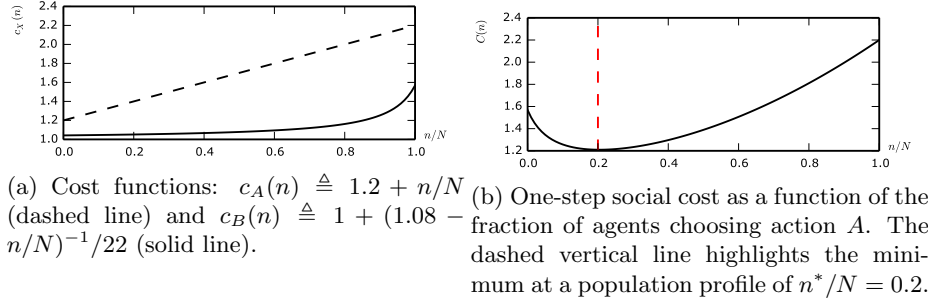 c_X(n)
2.4
2.2
2.0
1.8
1.6
1.4
1.2
1.0
0.0 0.2 0.4 0.6 0.8 1.0
n/N
(a) Cost functions: c_A(n) ≜ 1.2 + n/N
(dashed line) and c_B(n) ≜ 1 + (1.08 −
n/N)^{−1}/22 (solid line).
C(n)
2.4
2.2
2.0
1.8
1.6
1.4
1.2
0.0 0.2 0.4 0.6 0.8 1.0
n/N
(b) One-step social cost as a function of the
fraction of agents choosing action A. The
dashed vertical line highlights the mini-
mum at a population profile of n*/N = 0.2.